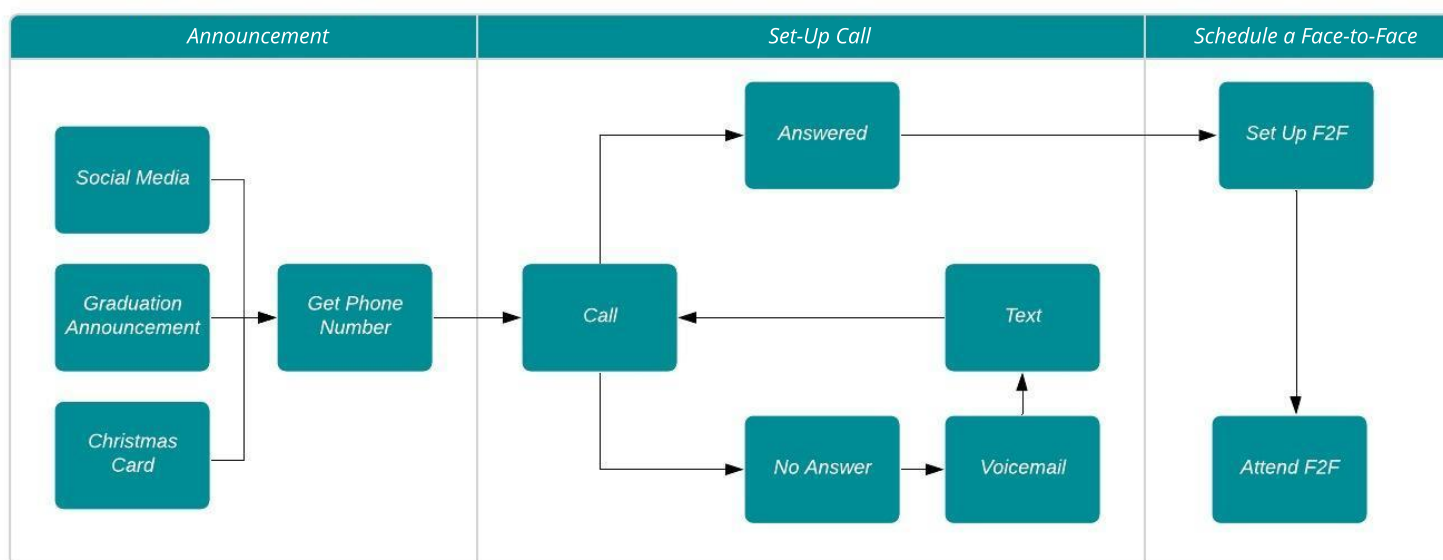 Announcement
Set-Up Call
Schedule a Face-to-Face
Social Media
Graduation
Announcement
Christmas
Card
Get Phone
Number
Call
Answered
No Answer
Voicemail
Text
Set Up F2F
Attend F2F